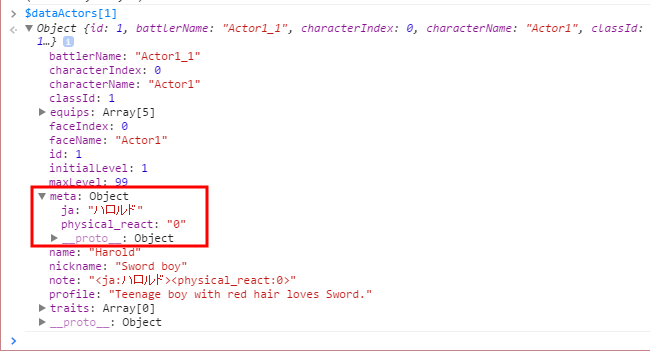 $dataActors[1]
Object {id: 1, battlerName: "Actor1_1", characterIndex: 0, characterName: "Actor1", classId:
1…}
battlerName: "Actor1_1"
characterIndex: 0
characterName: "Actor1"
classId: 1
equips: Array[5]
faceIndex: 0
faceName: "Actor1"
id: 1
initialLevel: 1
maxLevel: 99
meta: Object
ja: "ハロルド"
physical_react: "0"
__proto__: Object
name: "Harold"
nickname: "Sword boy"
note: "<ja:ハロルド><physical_react:0>"
profile: "Teenage boy with red hair loves Sword."
traits: Array[0]
__proto__: Object